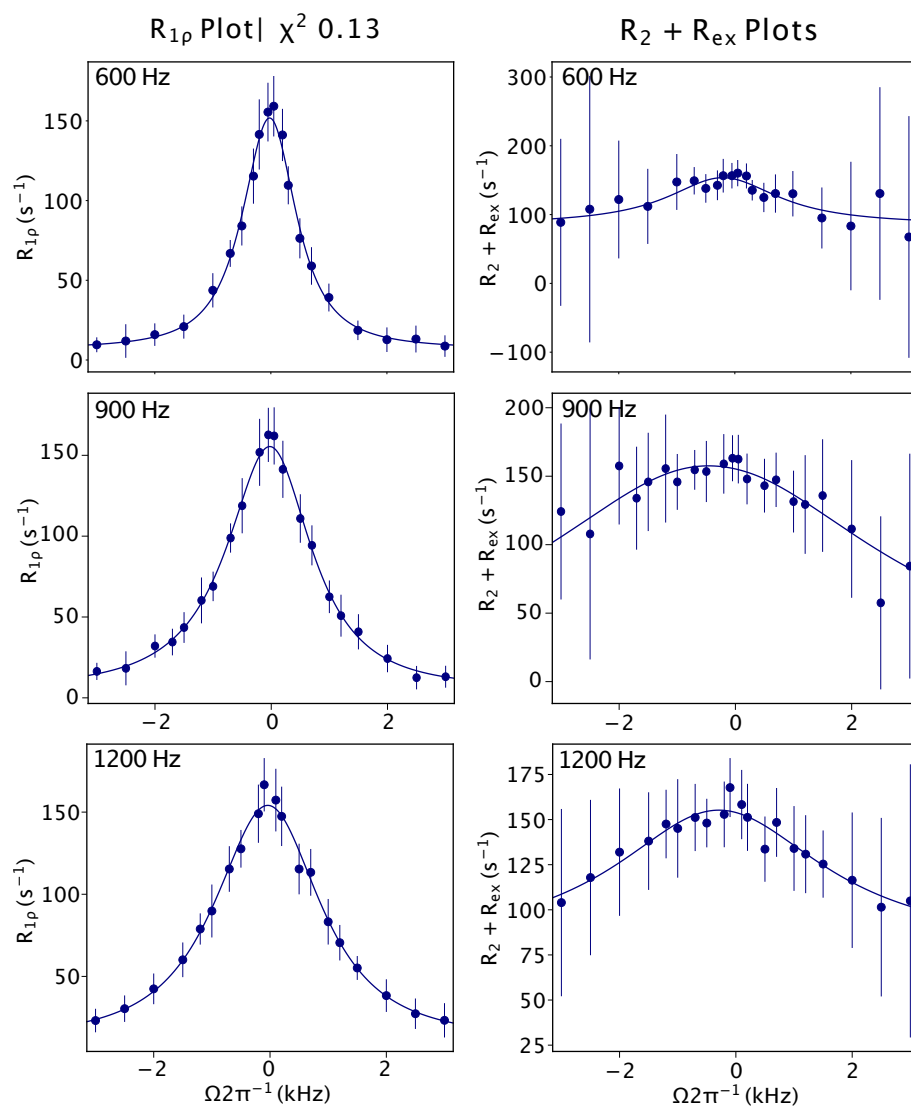 R₁ρ Plot| χ² 0.13
R₂ + Rₑₓ Plots
600 Hz
R₁ρ (s⁻¹)
150
100
50
0
600 Hz
R₂ + Rₑₓ (s⁻¹)
300
200
100
0
−100
900 Hz
R₁ρ (s⁻¹)
150
100
50
0
−2 0 2
900 Hz
R₂ + Rₑₓ (s⁻¹)
200
150
100
50
0
−2 0 2
1200 Hz
R₁ρ (s⁻¹)
150
100
50
−2 0 2
Ω2π⁻¹ (kHz)
1200 Hz
R₂ + Rₑₓ (s⁻¹)
175
150
125
100
75
50
25
−2 0 2
Ω2π⁻¹ (kHz)